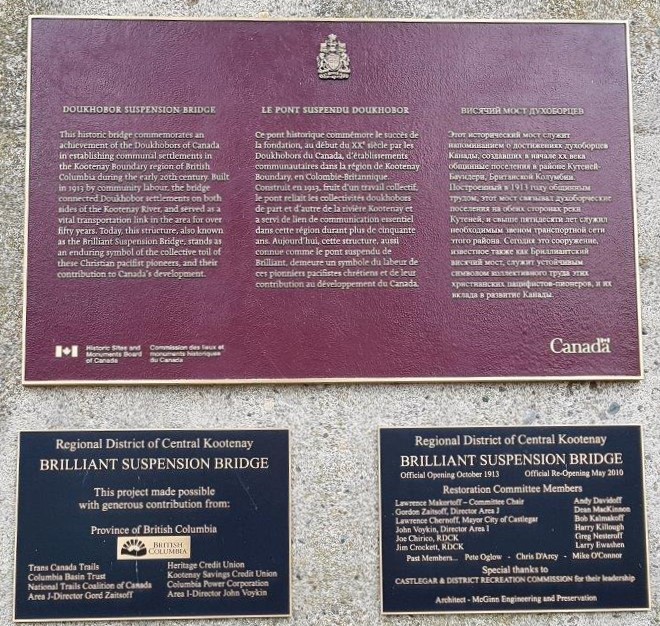 DOUKHOBOR SUSPENSION BRIDGE
This historic bridge commemorates an
achievement of the Doukhobors of Canada
in establishing communal settlements in
the Kootenay Boundary region of British
Columbia during the early 20th century. Built
in 1913 by community labour, the bridge
connected Doukhobor settlements on both
sides of the Kootenay River, and served as a
vital transportation link in the area for over
fifty years. Today, this structure, also known
as the Brilliant Suspension Bridge, stands as
an enduring symbol of the collective toil of
these Christian pacifist pioneers, and their
contribution to Canada's development.
LE PONT SUSPENDU DOUKHOBOR
Ce pont historique commémore le succès de
la fondation, au début du XXe siècle par les
Doukhobors du Canada, d'établissements
communautaires dans la région de Kootenay
Boundary, en Colombie-Britannique.
Construit en 1913, fruit d'un travail collectif,
le pont reliait les collectivités doukhobors
de part et d'autre de la rivière Kootenay et
a servi de lien de communication essentiel
dans cette région durant plus de cinquante
ans. Aujourd'hui, cette structure, aussi
connue comme le pont suspendu de
Brilliant, demeure un symbole du labeur de
ces pionniers pacifistes chrétiens et de leur
contribution au développement du Canada.
ВИСЯЧИЙ МОСТ ДУХОБОРЦЕВ
Этот исторический мост служит
напоминанием о достижениях духоборцев
Канады, создавших в начале XX века
общинные поселения в районе Кутеней-
Баундери, Британской Колумбии.
Построенный в 1913 году общинным
трудом, этот мост связывал духоборческие
поселения на обеих сторонах реки
Кутеней, и свыше пятидесяти лет служил
необходимым звеном транспортной сети
этого района. Сегодня это сооружение,
известное также как Бриллиантский
висячий мост, служит устойчивым
символом коллективного труда этих
христианских пацифистов-пионеров, и их
вклада в развитие Канады.
Historic Sites and
Monuments Board
of Canada
Commission des lieux et
monuments historiques
du Canada
Canada
Regional District of Central Kootenay
BRILLIANT SUSPENSION BRIDGE
This project made possible
with generous contribution from:
Province of British Columbia
BRITISH
COLUMBIA
Trans Canada Trails
Columbia Basin Trust
National Trails Coalition of Canada
Area J-Director Gord Zaitsoff
Heritage Credit Union
Kootenay Savings Credit Union
Columbia Power Corporation
Area I-Director John Voykin
Regional District of Central Kootenay
BRILLIANT SUSPENSION BRIDGE
Official Opening October 1913 Official Re-Opening May 2010
Restoration Committee Members
Lawrence Makortoff – Committee Chair
Gordon Zaitsoff, Director Area J
Lawrence Chernoff, Mayor City of Castlegar
John Voykin, Director Area I
Joe Chirico, RDCK
Jim Crockett, RDCK
Andy Davidoff
Dean MacKinnon
Bob Kalmakoff
Harry Killough
Greg Nesteroff
Larry Ewashen
Past Members... Pete Oglow - Chris D'Arcy - Mike O'Connor
Special thanks to
CASTLEGAR & DISTRICT RECREATION COMMISSION for their leadership
Architect - McGinn Engineering and Preservation